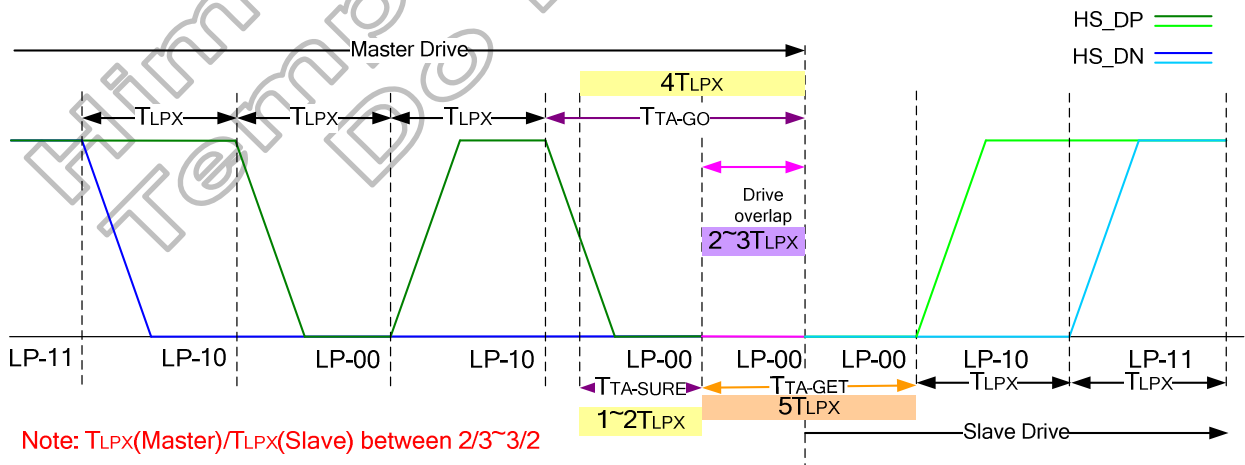 HS_DP
Master Drive
HS_DN
4TLPX
TLPX
TLPX
TLPX
TTA-GO
Drive
overlap
2~3TLPX
LP-11
LP-10
LP-00
LP-10
LP-00
LP-00
LP-00
LP-10
LP-11
TTA-SURE
TTA-GET
TLPX
TLPX
1~2TLPX
5TLPX
Slave Drive
Note: TLPX(Master)/TLPX(Slave) between 2/3~3/2